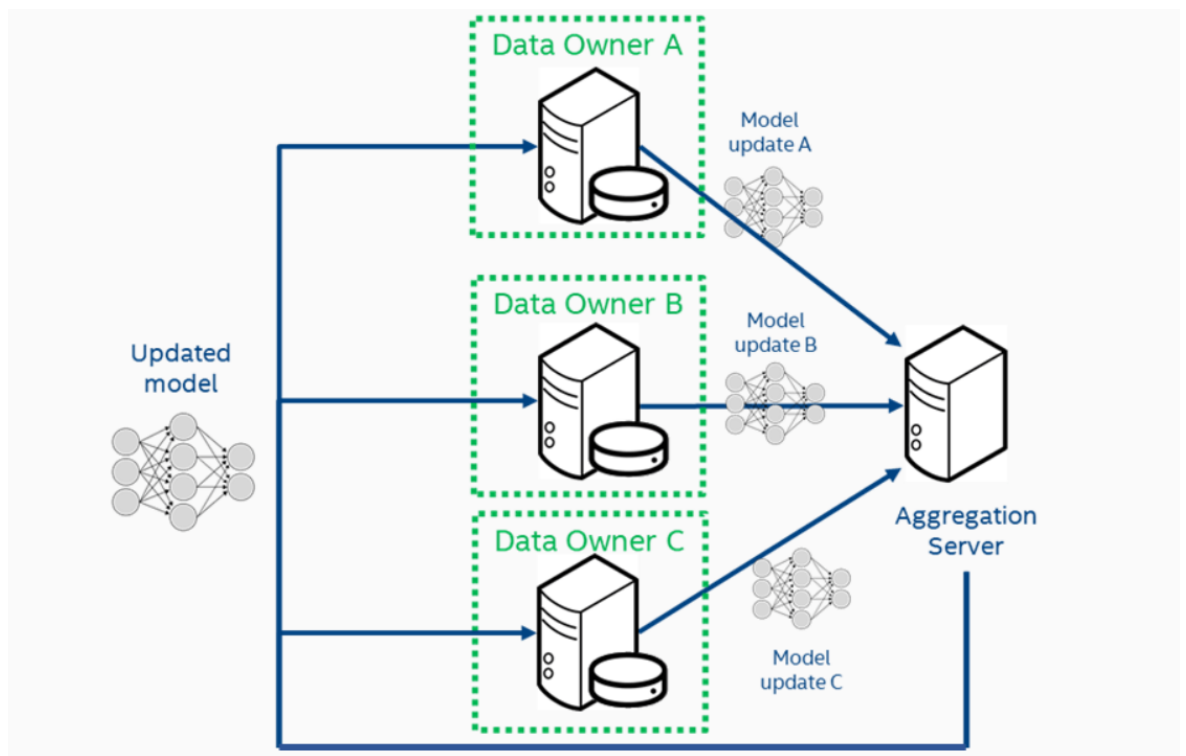 Data Owner A
Model
update A
Data Owner B
Model
update B
Updated
model
Aggregation
Server
Data Owner C
Model
update C